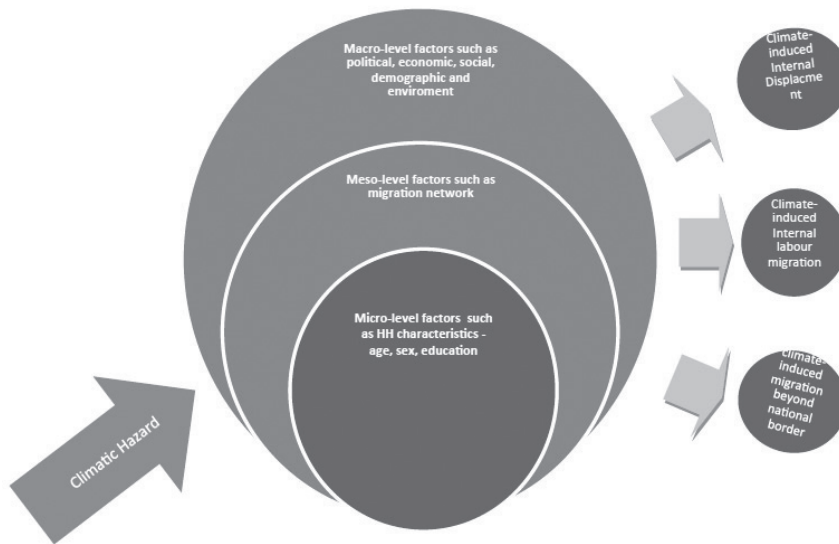 Macro-level factors such as
political, economic, social,
demographic and
enviroment
Meso-level factors such as
migration network
Micro-level factors such
as HH characteristics -
age, sex, education
Climatic Hazard
Climate-
induced
Internal
Displacme
nt
Climate-
induced
Internal
labour
migration
climate-
induced
migration
beyond
national
border